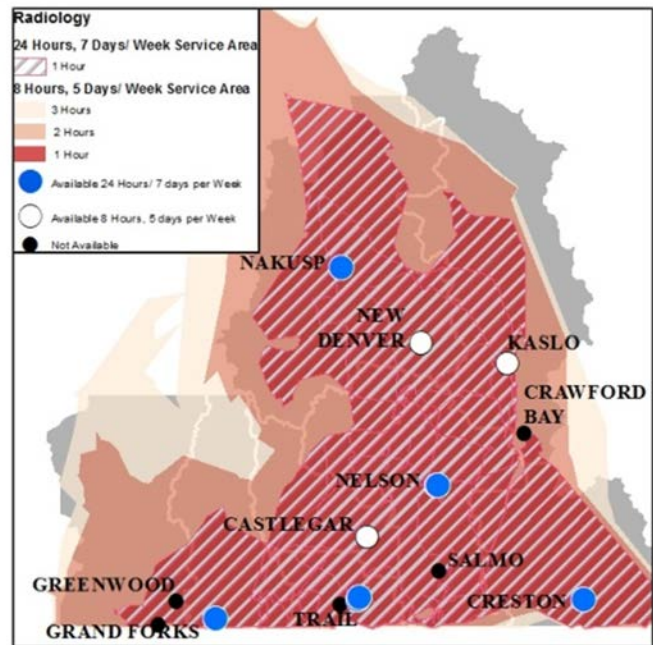 Radiology
24 Hours, 7 Days/ Week Service Area
1 Hour
8 Hours, 5 Days/ Week Service Area
3 Hours
2 Hours
1 Hour
Available 24 Hours/ 7 days per Week
Available 8 Hours, 5 days per Week
Not Available
NAKUSP
NEW
DENVER
KASLO
CRAWFORD
BAY
NELSON
CASTLEGAR
SALMO
GREENWOOD
TRAIL
CRESTON
GRAND FORKS